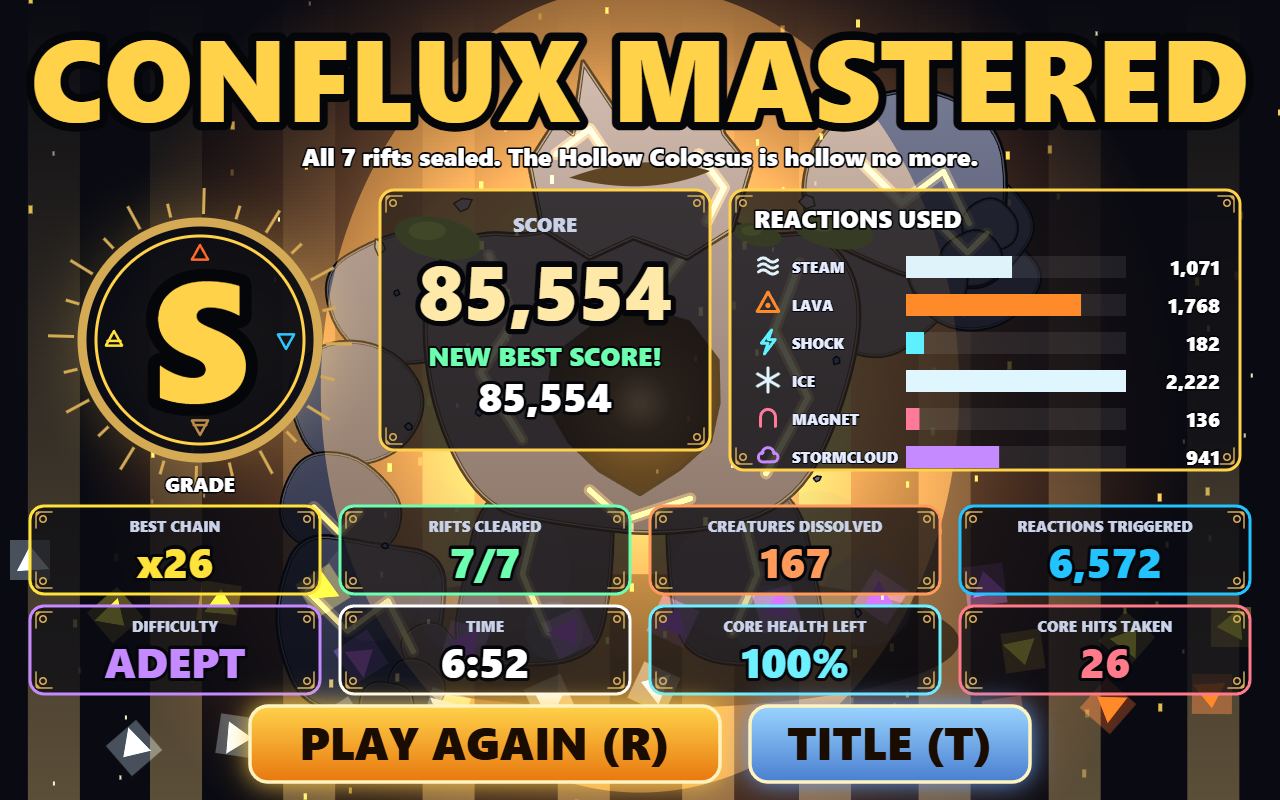 CONFLUX MASTERED
All 7 rifts sealed. The Hollow Colossus is hollow no more.
S
GRADE
SCORE
85,554
NEW BEST SCORE!
85,554
REACTIONS USED
STEAM 1,071
LAVA 1,768
SHOCK 182
ICE 2,222
MAGNET 136
STORMCLOUD 941
BEST CHAIN
x26
RIFTS CLEARED
7/7
CREATURES DISSOLVED
167
REACTIONS TRIGGERED
6,572
DIFFICULTY
ADEPT
TIME
6:52
CORE HEALTH LEFT
100%
CORE HITS TAKEN
26
PLAY AGAIN (R)
TITLE (T)